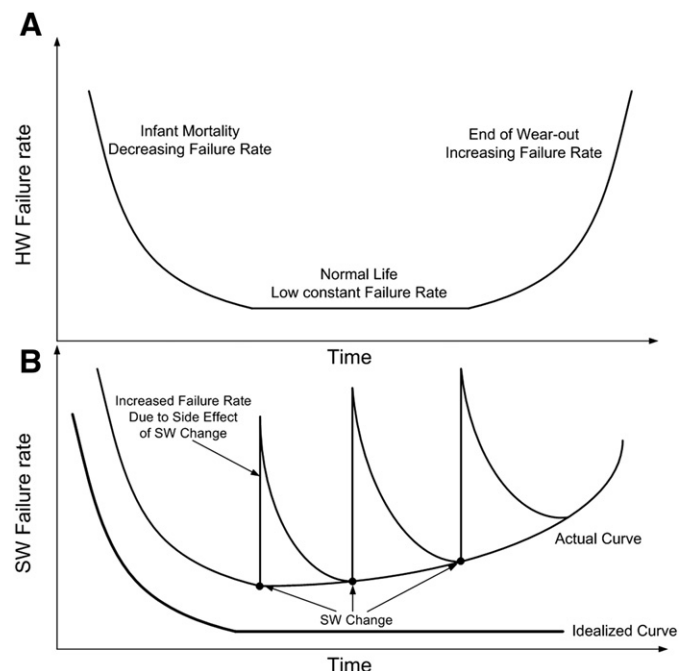 A
HW Failure rate
Infant Mortality
Decreasing Failure Rate
End of Wear-out
Increasing Failure Rate
Normal Life
Low constant Failure Rate
Time
B
SW Failure rate
Increased Failure Rate
Due to Side Effect
of SW Change
Actual Curve
SW Change
Idealized Curve
Time